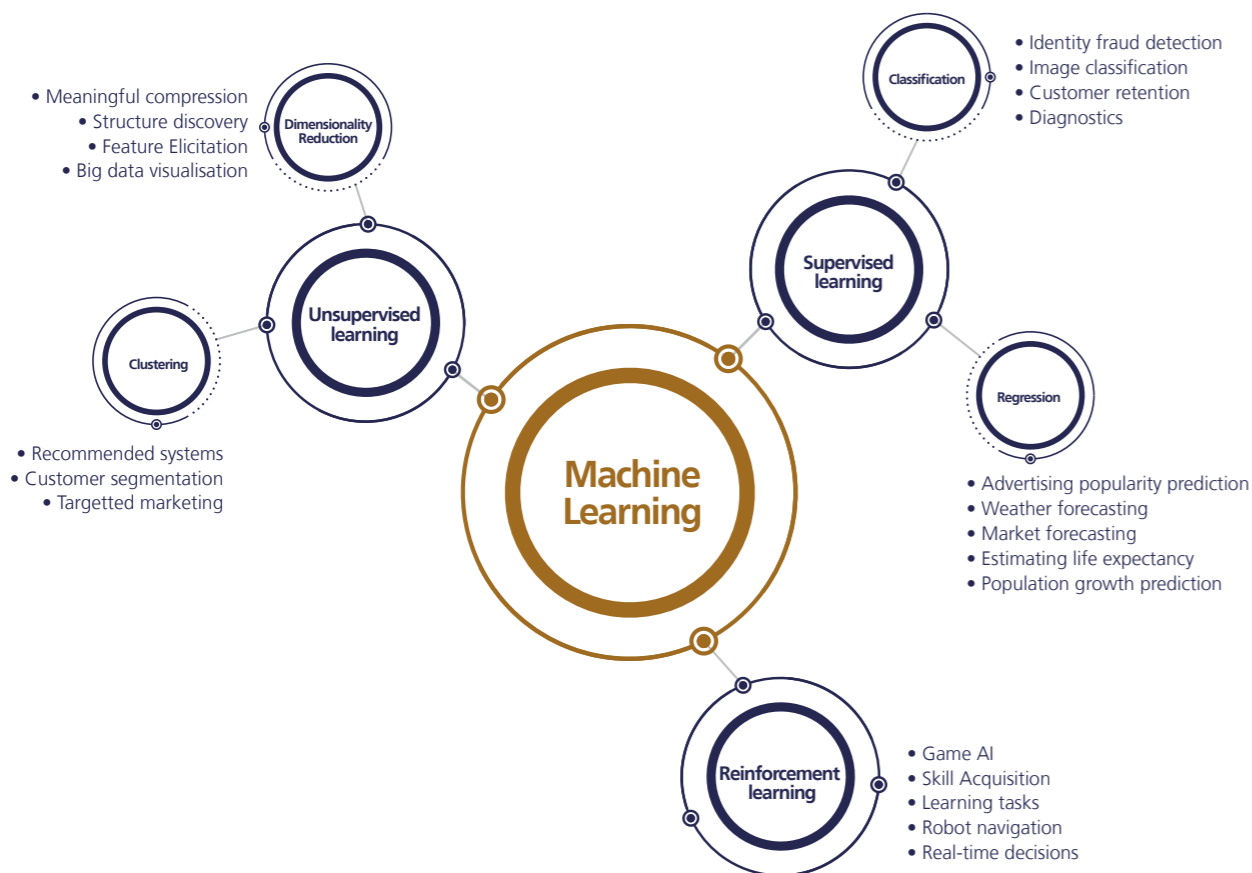 • Meaningful compression
• Structure discovery
• Feature Elicitation
• Big data visualisation
Dimensionality
Reduction
Classification
• Identity fraud detection
• Image classification
• Customer retention
• Diagnostics
Unsupervised
learning
Supervised
learning
Clustering
• Recommended systems
• Customer segmentation
• Targetted marketing
Regression
• Advertising popularity prediction
• Weather forecasting
• Market forecasting
• Estimating life expectancy
• Population growth prediction
Machine
Learning
Reinforcement
learning
• Game AI
• Skill Acquisition
• Learning tasks
• Robot navigation
• Real-time decisions